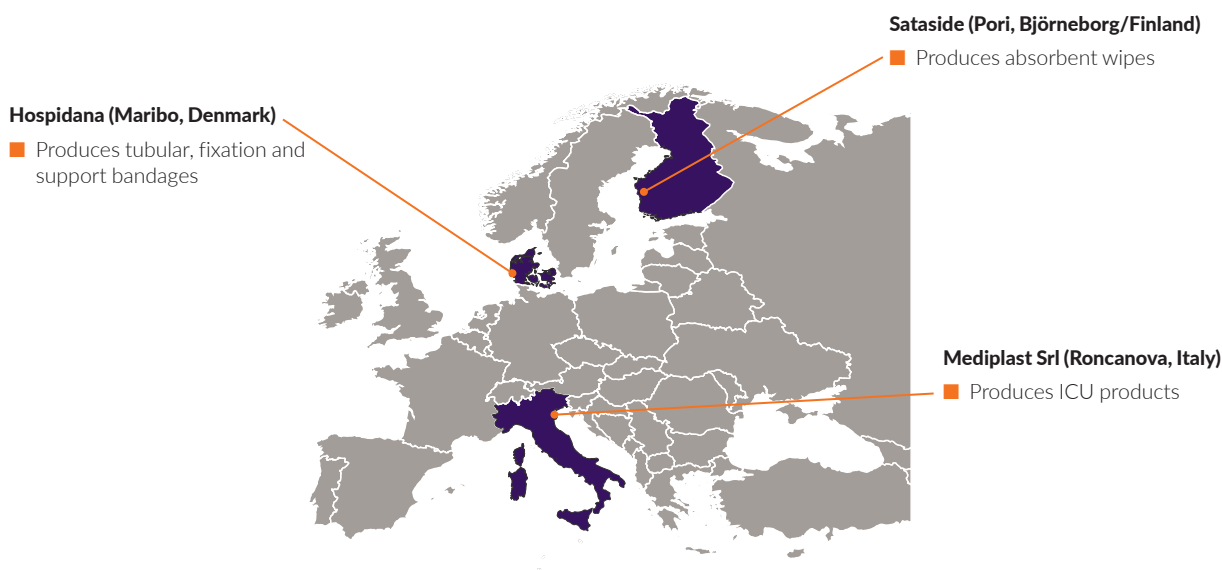 Sataside (Pori, Björneborg/Finland)
Produces absorbent wipes
Hospidana (Maribo, Denmark)
Produces tubular, fixation and
support bandages
Mediplast Srl (Roncanova, Italy)
Produces ICU products